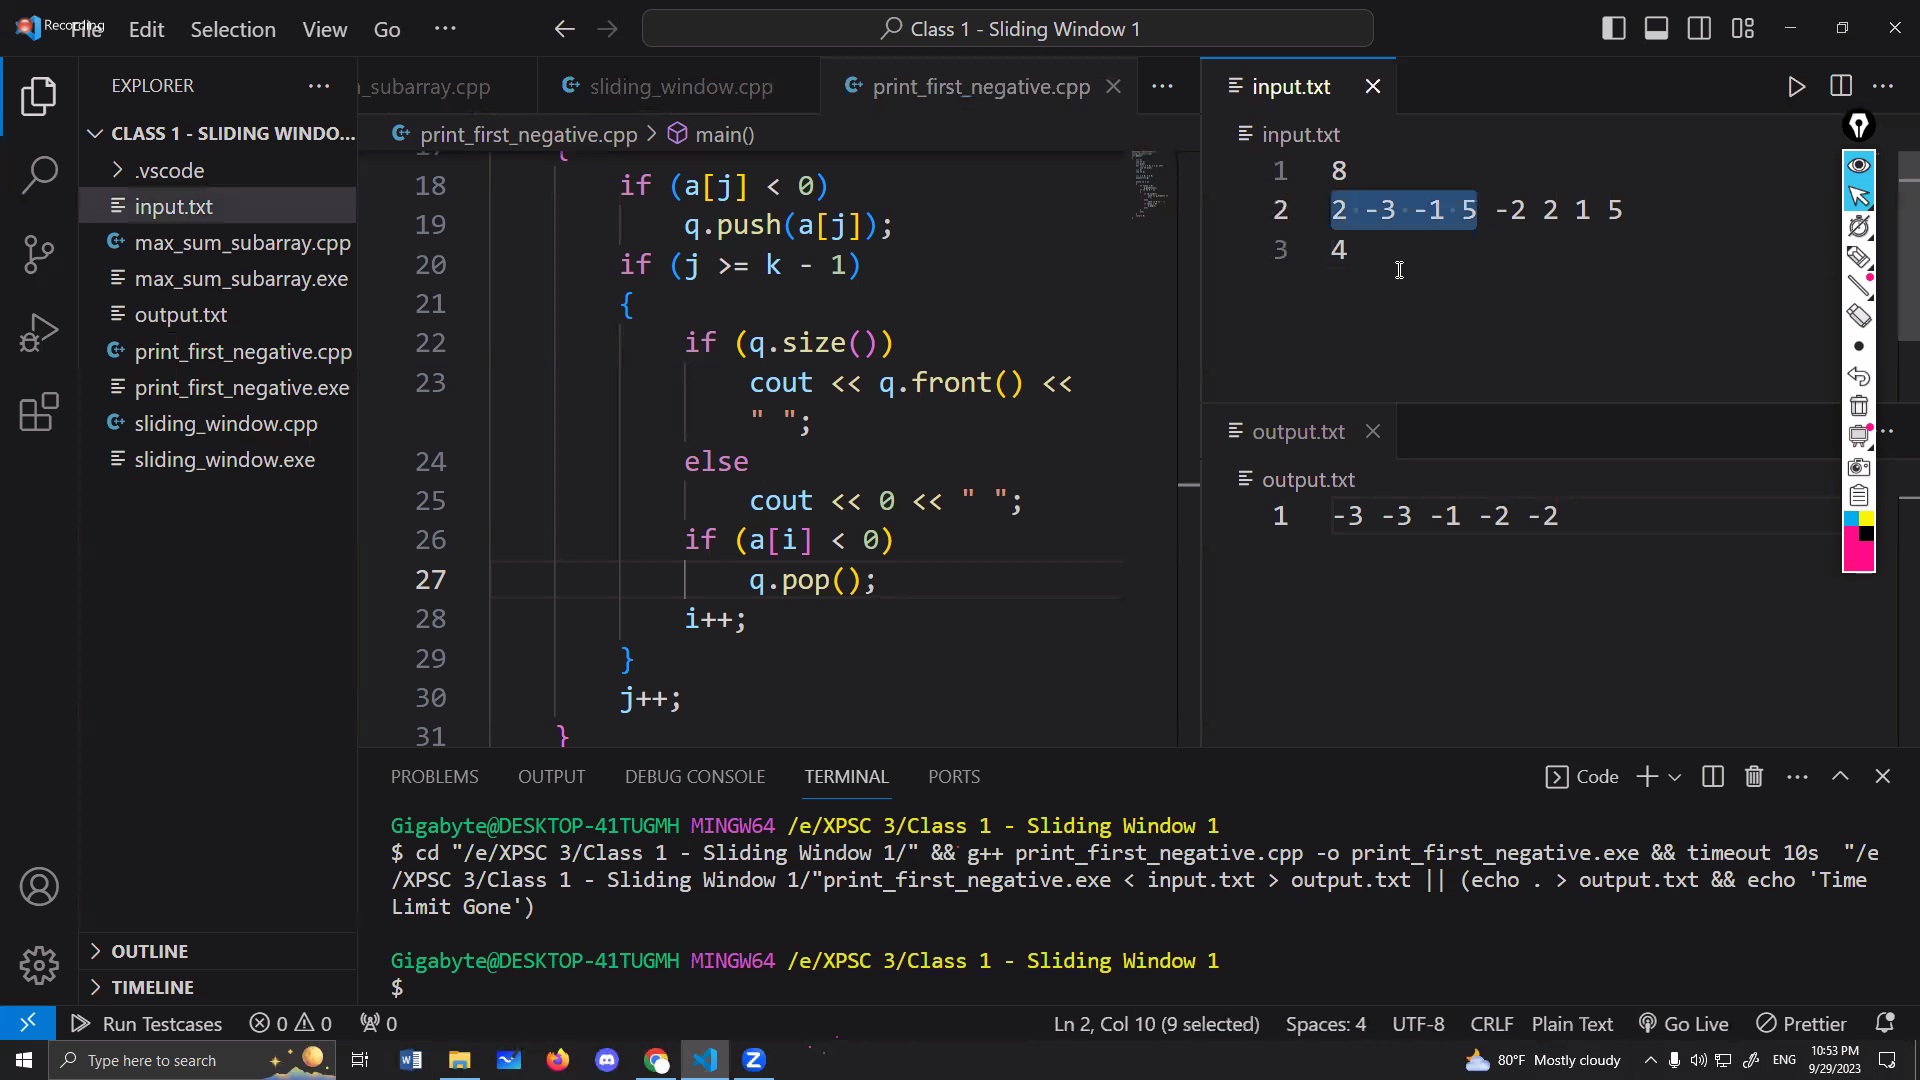 Recording
File Edit Selection View Go ...
Class 1 - Sliding Window 1
EXPLORER
CLASS 1 - SLIDING WINDO...
.vscode
input.txt
max_sum_subarray.cpp
max_sum_subarray.exe
output.txt
print_first_negative.cpp
print_first_negative.exe
sliding_window.cpp
sliding_window.exe
OUTLINE
TIMELINE
_subarray.cpp sliding_window.cpp print_first_negative.cpp
print_first_negative.cpp > main()
18 if (a[j] < 0)
19 q.push(a[j]);
20 if (j >= k - 1)
21 {
22 if (q.size())
23 cout << q.front() <<
" ";
24 else
25 cout << 0 << " ";
26 if (a[i] < 0)
27 q.pop();
28 i++;
29 }
30 j++;
31 }
input.txt
input.txt
1 8
2 2 -3 -1 5 -2 2 1 5
3 4
output.txt
output.txt
1 -3 -3 -1 -2 -2
PROBLEMS OUTPUT DEBUG CONSOLE TERMINAL PORTS
Code
Gigabyte@DESKTOP-41TUGMH MINGW64 /e/XPSC 3/Class 1 - Sliding Window 1
$ cd "/e/XPSC 3/Class 1 - Sliding Window 1/" && g++ print_first_negative.cpp -o print_first_negative.exe && timeout 10s "/e
/XPSC 3/Class 1 - Sliding Window 1/"print_first_negative.exe < input.txt > output.txt || (echo . > output.txt && echo 'Time
Limit Gone')
Gigabyte@DESKTOP-41TUGMH MINGW64 /e/XPSC 3/Class 1 - Sliding Window 1
$
Run Testcases 0 0 0
Ln 2, Col 10 (9 selected) Spaces: 4 UTF-8 CRLF Plain Text Go Live Prettier
Type here to search
80°F Mostly cloudy ENG
10:53 PM
9/29/2023